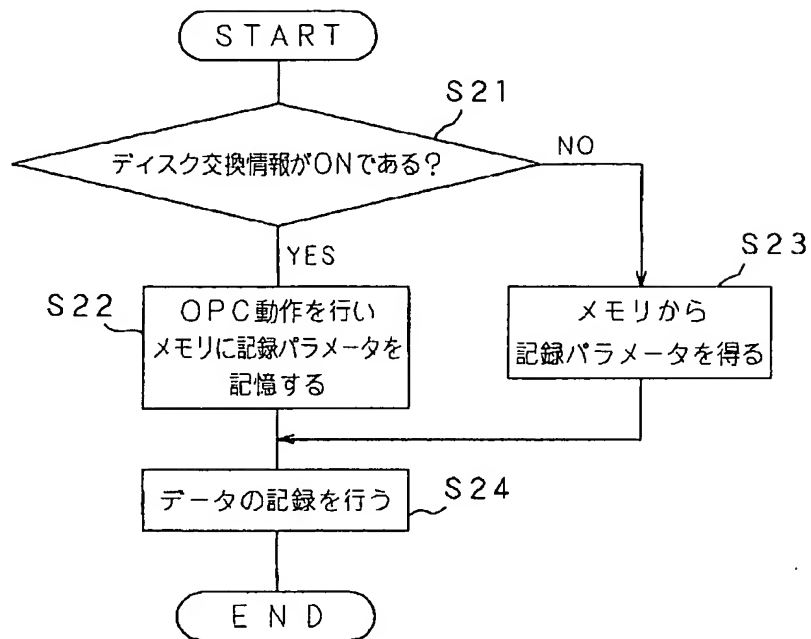 START
S21
ディスク交換情報がONである?
NO
YES
S22
OPC動作を行い
メモリに記録パラメータを
記憶する
S23
メモリから
記録パラメータを得る
データの記録を行う
S24
END